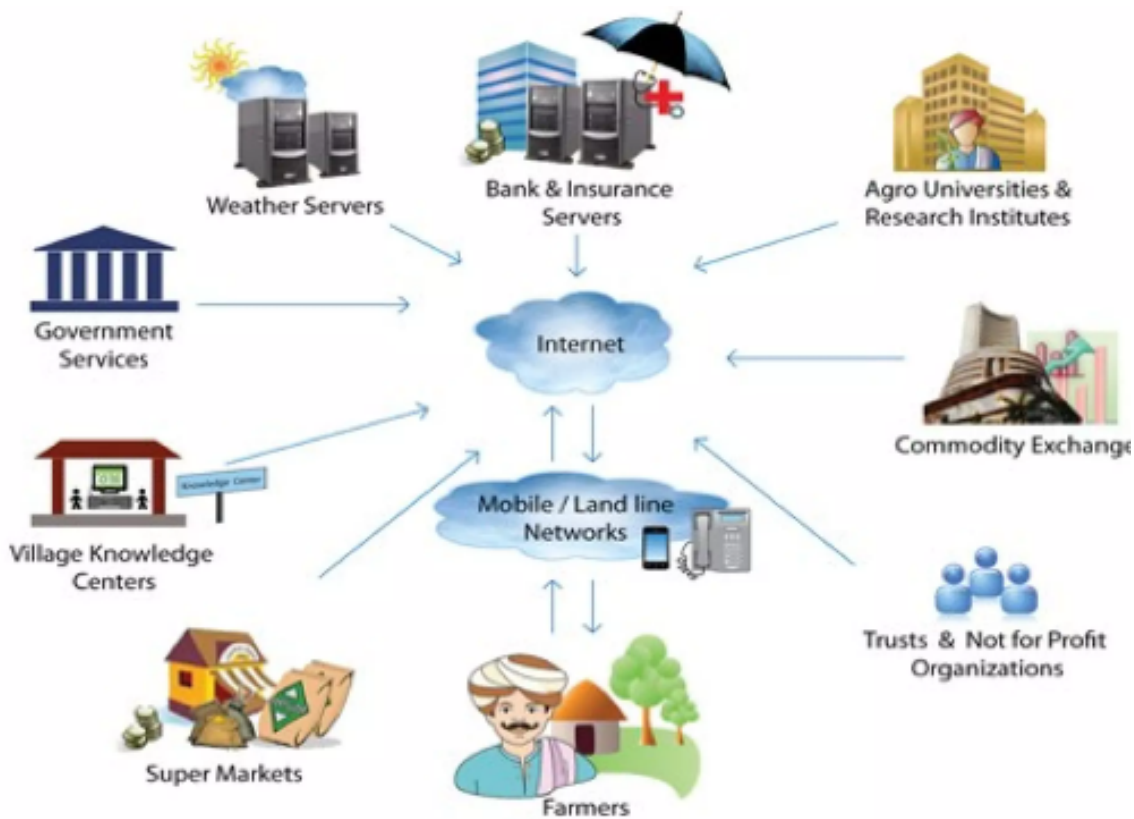 Weather Servers
Bank & Insurance
Servers
Agro Universities &
Research Institutes
Government
Services
Internet
Commodity Exchange
Knowledge Center
Village Knowledge
Centers
Mobile / Land line
Networks
Trusts & Not for Profit
Organizations
Super Markets
Farmers